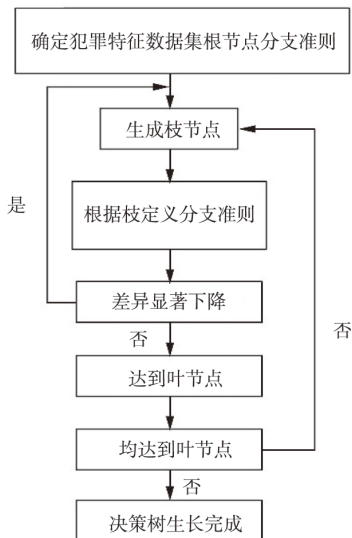 确定犯罪特征数据集根节点分支准则
生成枝节点
是
根据枝定义分支准则
差异显著下降
否
否
达到叶节点
均达到叶节点
否
决策树生长完成